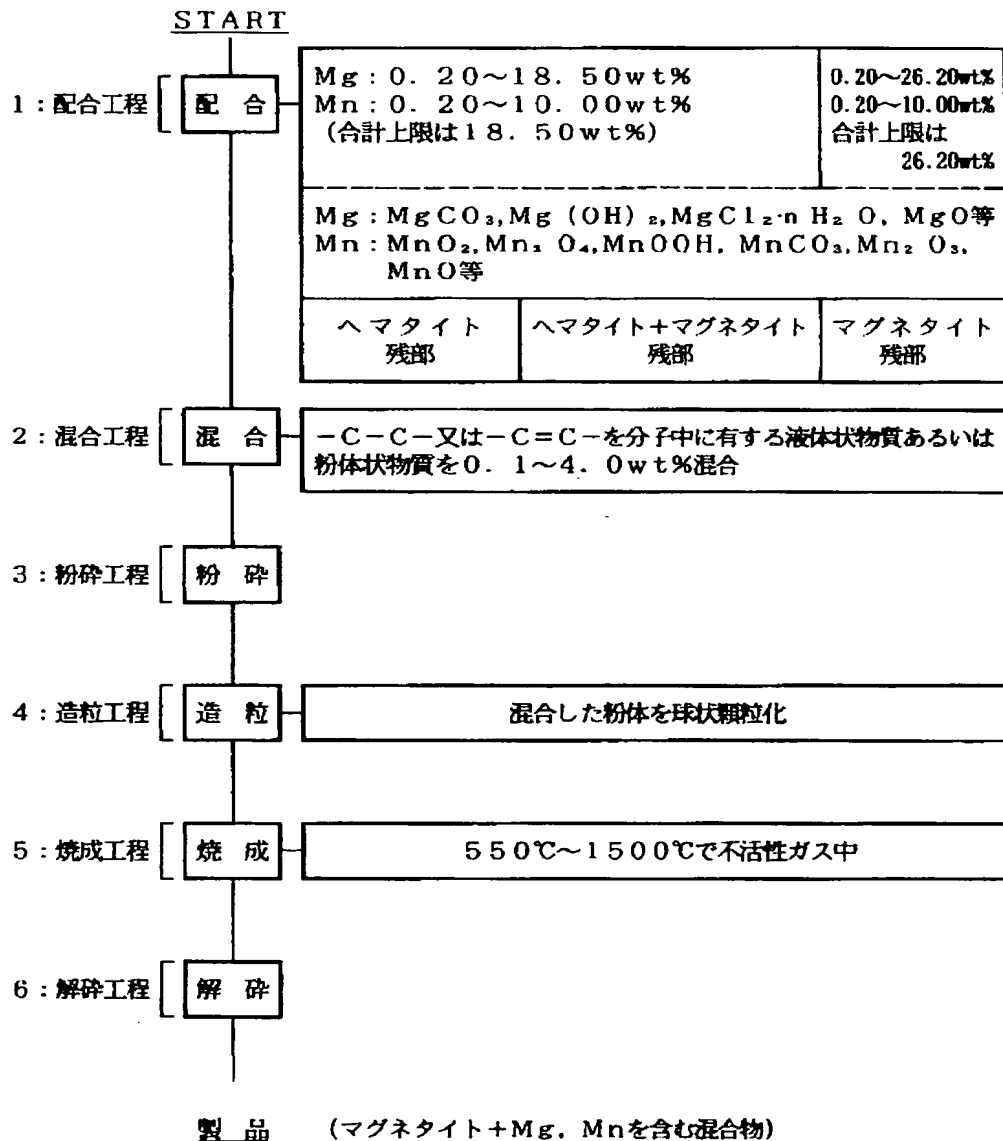 START
1:配合工程
配 合
Mg:0.20~18.50wt%
Mn:0.20~10.00wt%
(合計上限は18.50wt%)
0.20~26.20wt%
0.20~10.00wt%
合計上限は
26.20wt%
Mg:MgCO₃,Mg(OH)₂,MgCl₂·nH₂O, MgO等
Mn:MnO₂,Mn₃O₄,MnOOH, MnCO₃,Mn₂O₃,
MnO等
ヘマタイト
残部
ヘマタイト+マグネタイト
残部
マグネタイト
残部
2:混合工程
混 合
-C-C-又は-C=C-を分子中に有する液体状物質あるいは
粉体状物質を0.1~4.0wt%混合
3:粉砕工程
粉 砕
4:造粒工程
造 粒
混合した粉体を球状顆粒化
5:焼成工程
焼 成
550℃~1500℃で不活性ガス中
6:解砕工程
解 砕
製 品 (マグネタイト+Mg, Mnを含む混合物)